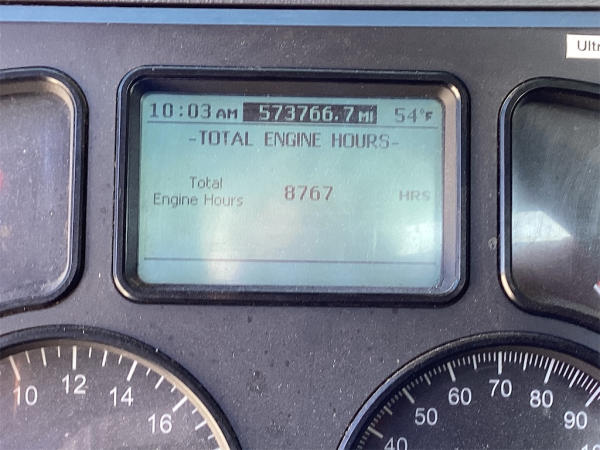 Ultr
10:03 AM 573766.7 MI 54°F
-TOTAL ENGINE HOURS-
Total
Engine Hours 8767 HRS
10 12 14 16
40 50 60 70 80 90